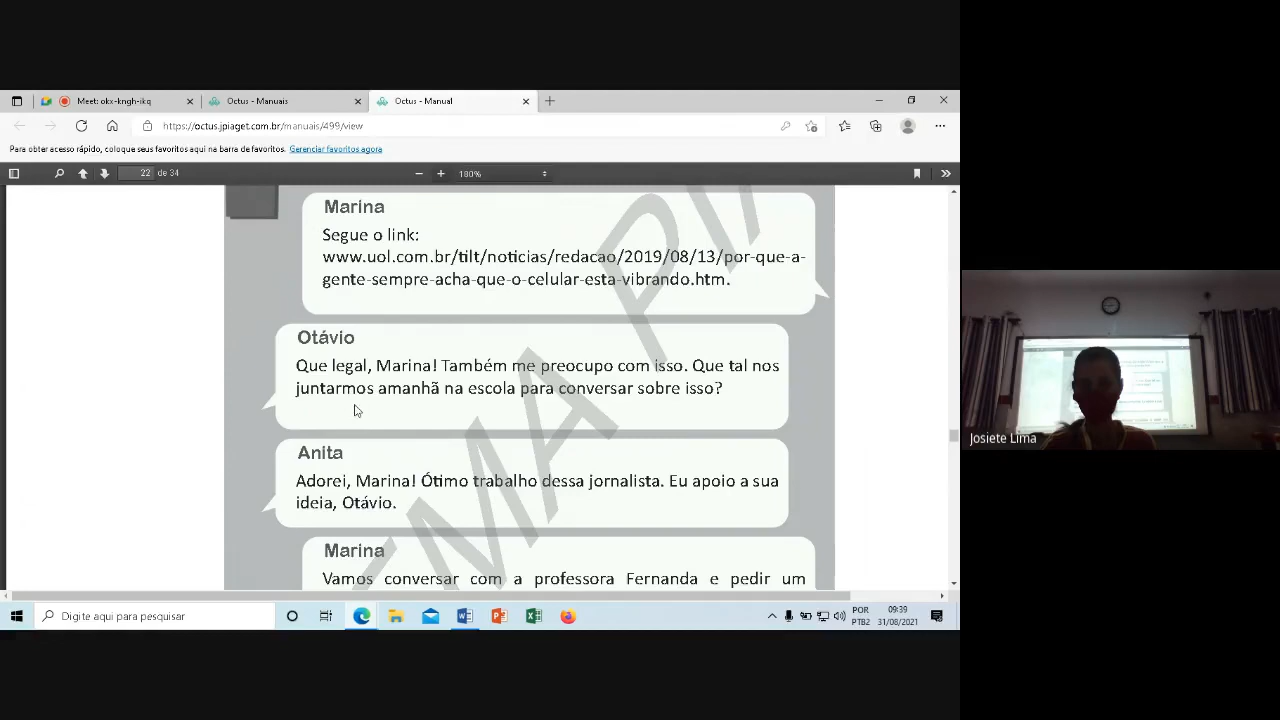 Meet: okx-kngh-ikq
Octus - Manuais
Octus - Manual
https://octus.jpiaget.com.br/manuais/499/view
Para obter acesso rápido, coloque seus favoritos aqui na barra de favoritos. Gerenciar favoritos agora
22 de 34
180%
Marina
Segue o link:
www.uol.com.br/tilt/noticias/redacao/2019/08/13/por-que-a-
gente-sempre-acha-que-o-celular-esta-vibrando.htm.
Otávio
Que legal, Marina! Também me preocupo com isso. Que tal nos
juntarmos amanhã na escola para conversar sobre isso?
Anita
Adorei, Marina! Ótimo trabalho dessa jornalista. Eu apoio a sua
ideia, Otávio.
Marina
Vamos conversar com a professora Fernanda e pedir um
EMA PI
Digite aqui para pesquisar
POR
PTB2
09:39
31/08/2021
Josiete Lima